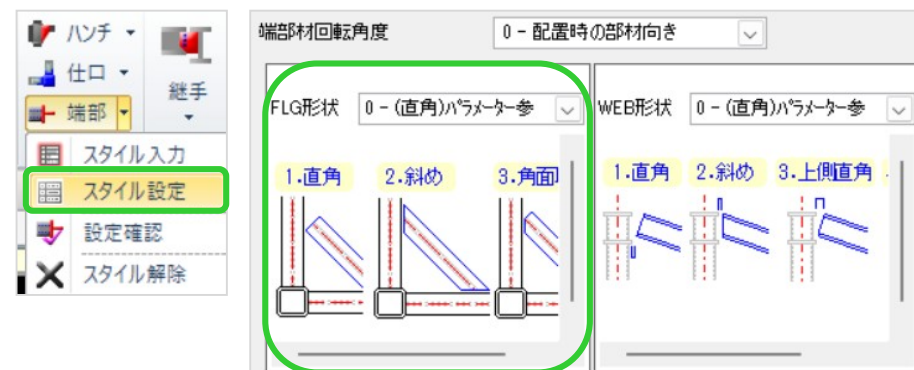 ハンチ
仕口
端部
継手
スタイル入力
スタイル設定
設定確認
スタイル解除
端部材回転角度
0 - 配置時の部材向き
FLG形状
0 - (直角)パラメーター参
1.直角
2.斜め
3.角面
WEB形状
0 - (直角)パラメーター参
1.直角
2.斜め
3.上側直角